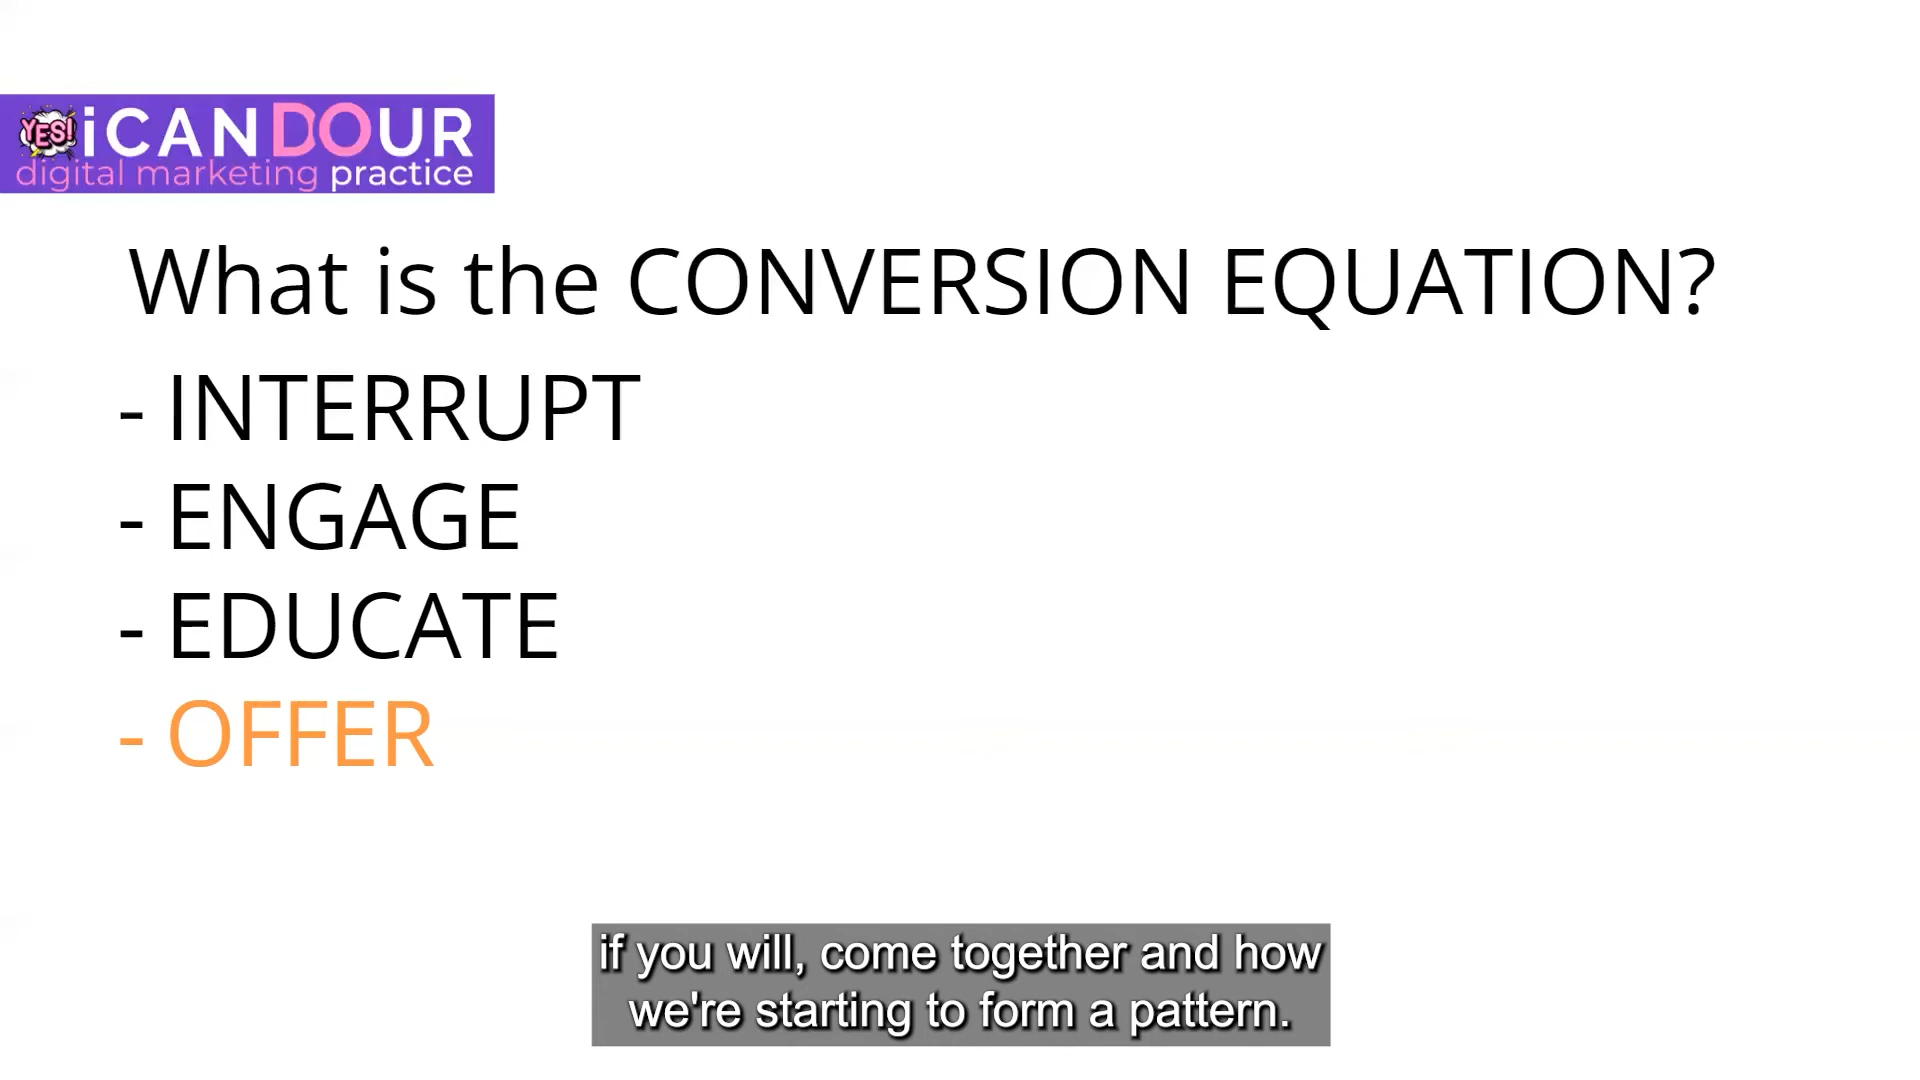 YES! iCANDOUR
digital marketing practice
What is the CONVERSION EQUATION?
- INTERRUPT
- ENGAGE
- EDUCATE
- OFFER
if you will, come together and how
we're starting to form a pattern.